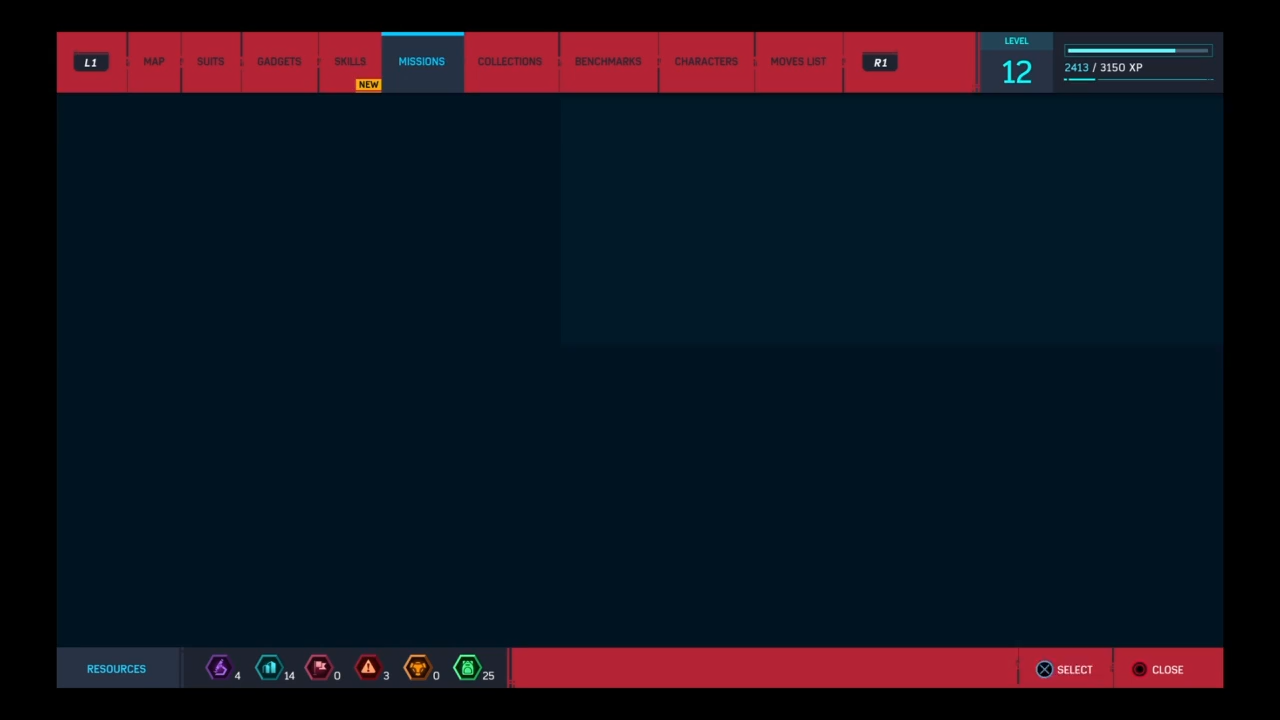 L1 MAP SUITS GADGETS SKILLS MISSIONS COLLECTIONS BENCHMARKS CHARACTERS MOVES LIST R1
NEW
LEVEL
12
2413 / 3150 XP
RESOURCES 4 14 0 3 0 25 SELECT CLOSE